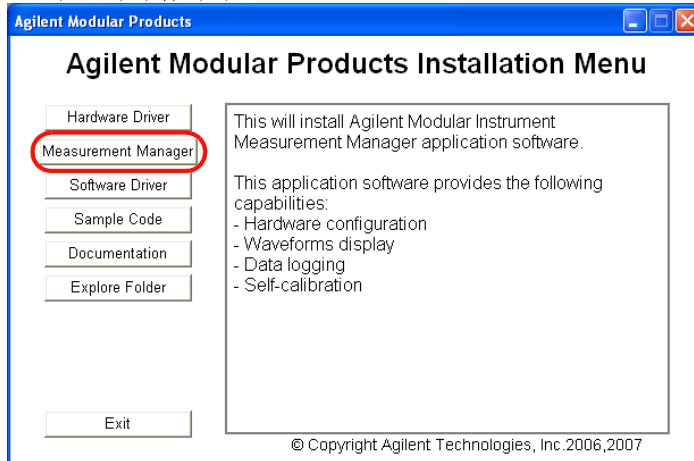 Agilent Modular Products
Agilent Modular Products Installation Menu
Hardware Driver
Measurement Manager
Software Driver
Sample Code
Documentation
Explore Folder
Exit
This will install Agilent Modular Instrument
Measurement Manager application software.
This application software provides the following
capabilities:
- Hardware configuration
- Waveforms display
- Data logging
- Self-calibration
© Copyright Agilent Technologies, Inc.2006,2007